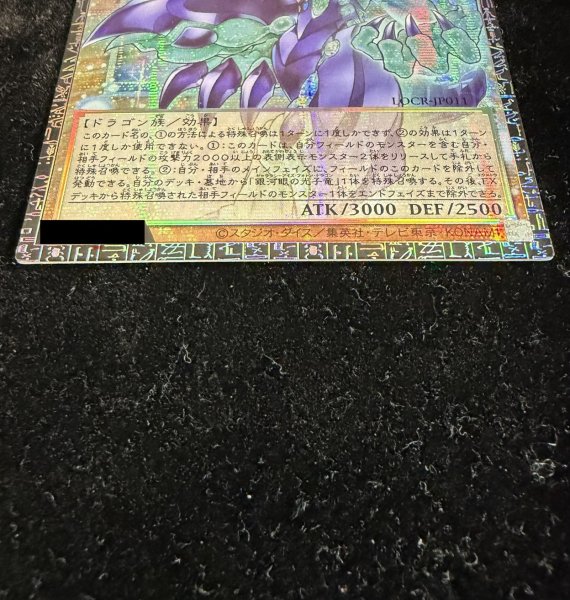 LOCR-JP011
【ドラゴン族／効果】
このカード名の、①の方法による特殊召喚は1ターンに1度しかできず、②の効果は1ターン
に1度しか使用できない。①：このカードは、自分フィールドのモンスターを含む自分・
相手フィールドの攻撃力2000以上の表側表示モンスター2体をリリースして手札から
特殊召喚できる。②：自分・相手のメインフェイズに、フィールドのこのカードを除外して
発動できる。自分のデッキ・墓地から「銀河眼の光子竜」1体を特殊召喚する。その後、EX
デッキから特殊召喚された相手フィールドのモンスター1体をエンドフェイズまで除外できる。
ATK/3000 DEF/2500
©スタジオ・ダイス/集英社・テレビ東京・KONAMI